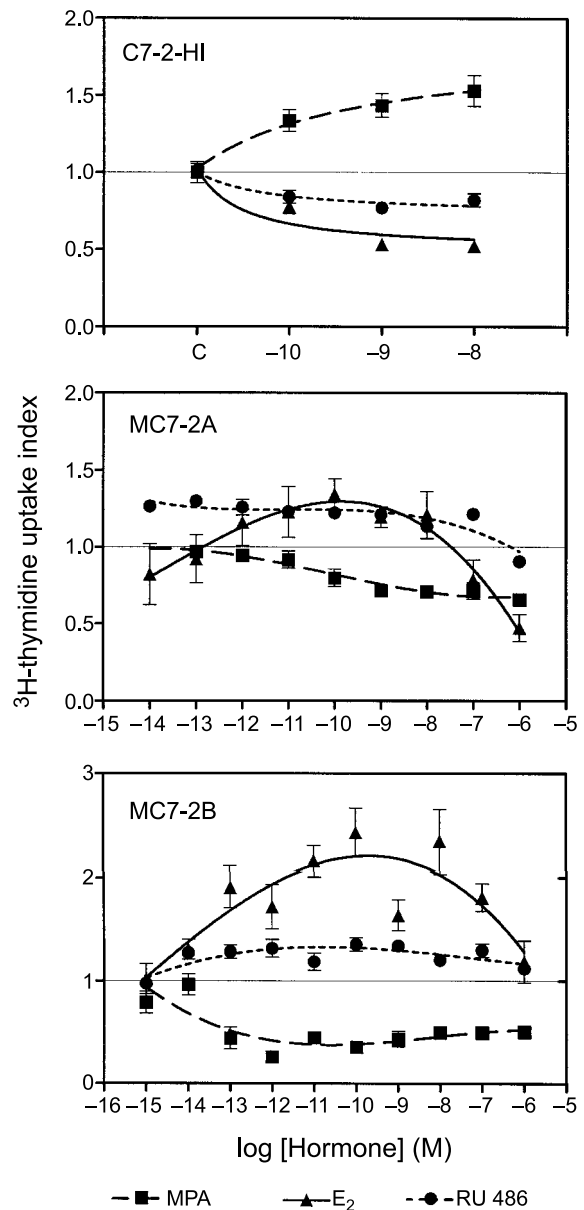 C7-2-HI
2.0
1.5
1.0
0.5
0.0
C –10 –9 –8
MC7-2A
2.0
1.5
1.0
0.5
0.0
–15 –14 –13 –12 –11 –10 –9 –8 –7 –6 –5
³H-thymidine uptake index
MC7-2B
3
2
1
0
–16 –15 –14 –13 –12 –11 –10 –9 –8 –7 –6 –5
log [Hormone] (M)
MPA E₂ RU 486